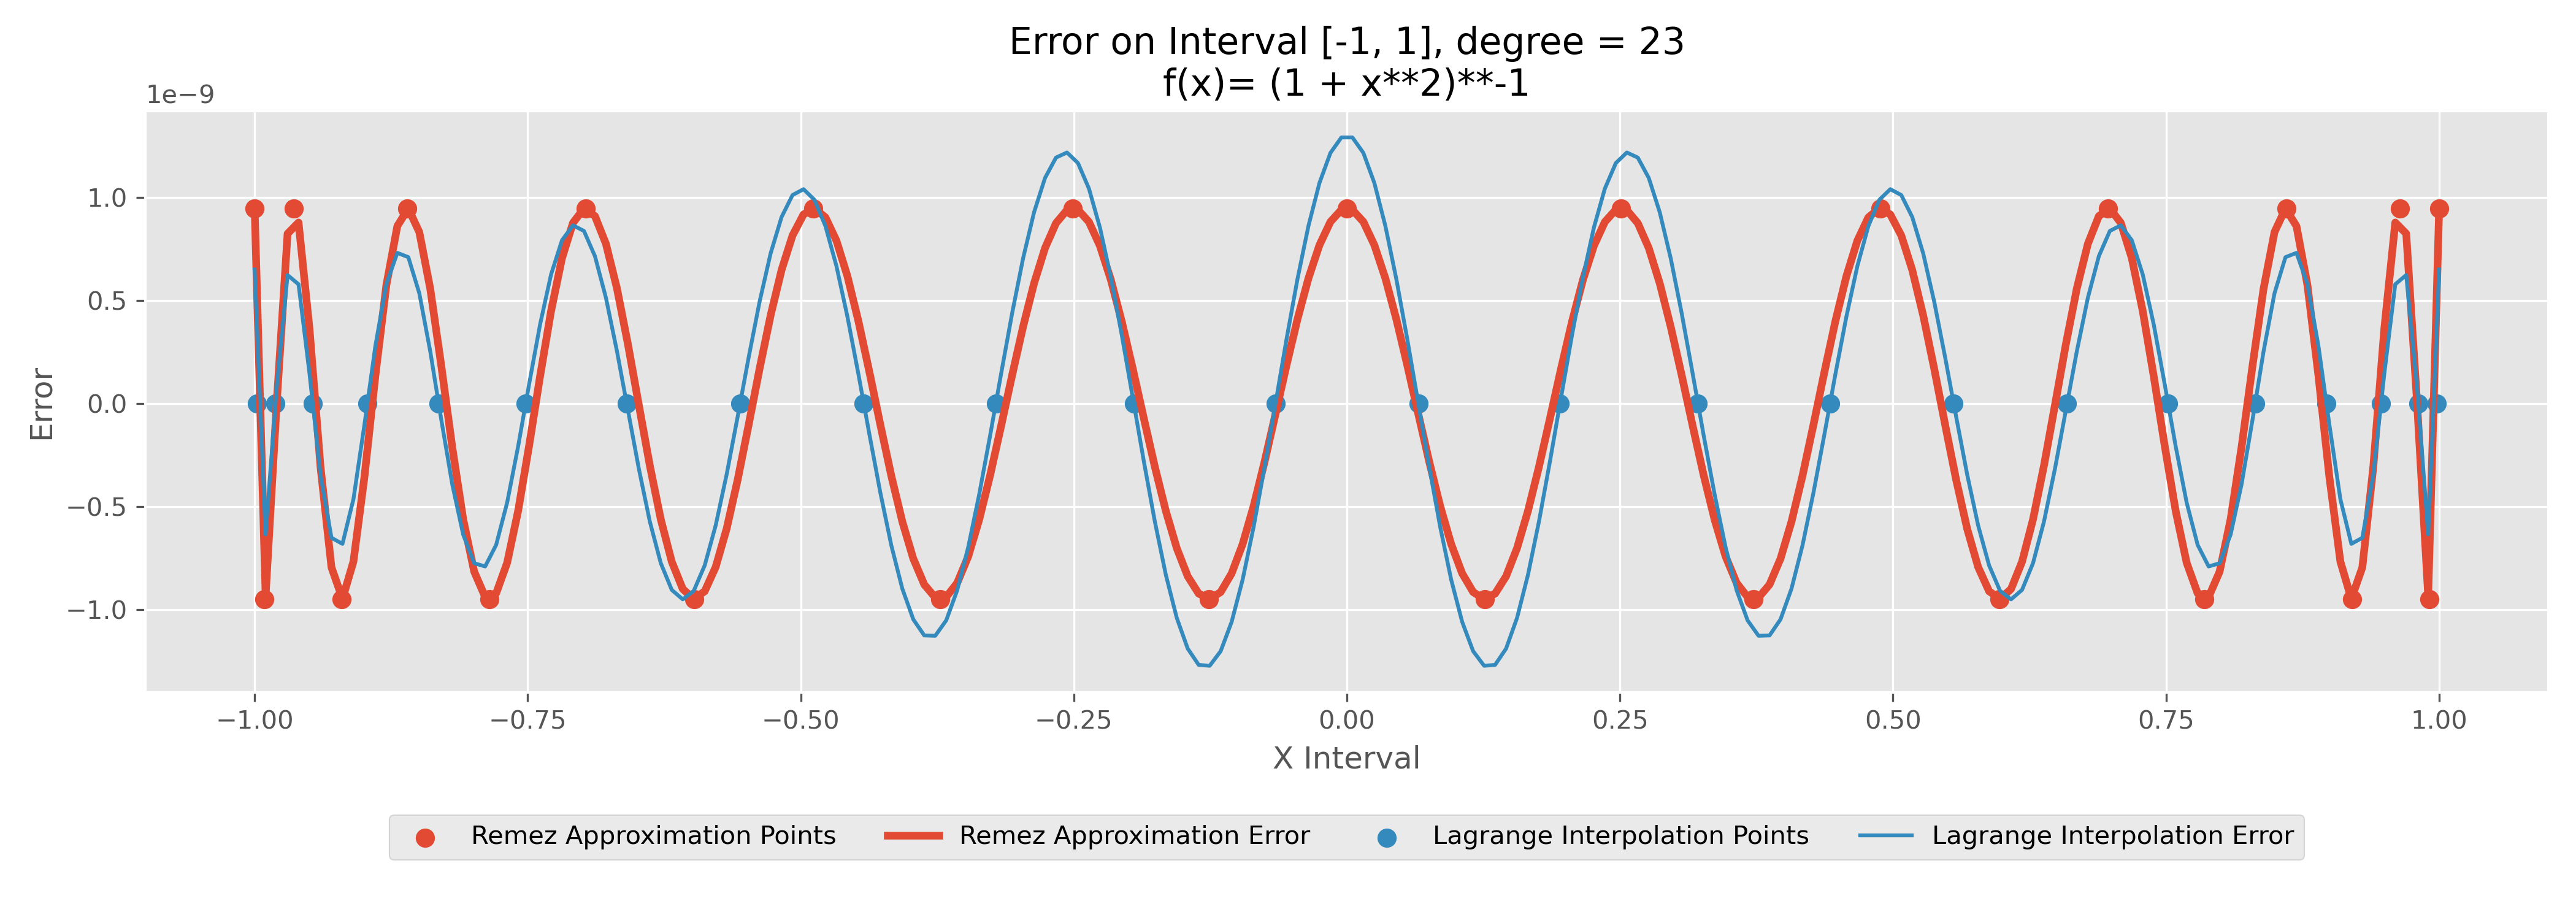 Error on Interval [-1, 1], degree = 23
f(x)= (1 + x**2)**-1
1e−9
1.0
0.5
0.0
−0.5
−1.0
Error
−1.00 −0.75 −0.50 −0.25 0.00 0.25 0.50 0.75 1.00
X Interval
Remez Approximation Points Remez Approximation Error Lagrange Interpolation Points Lagrange Interpolation Error